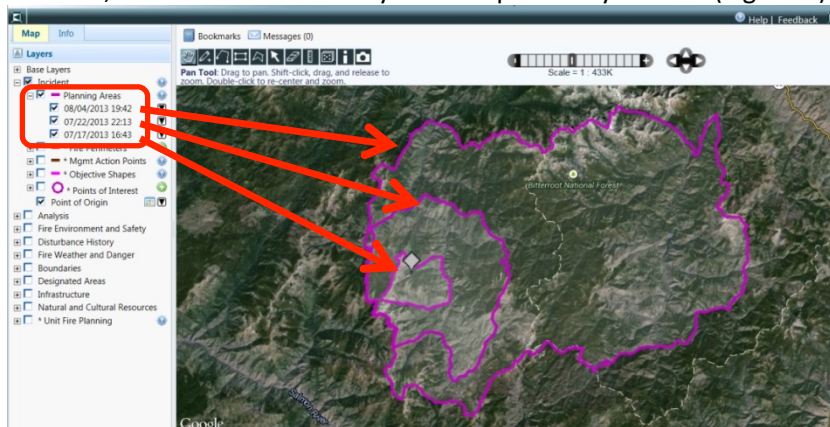 Help | Feedback
Map Info
Bookmarks Messages (0)
Layers
Base Layers
Incident
Planning Areas
08/04/2013 19:42
07/22/2013 22:13
07/17/2013 16:43
Fire Perimeters
* Mgmt Action Points
* Objective Shapes
* Points of Interest
Point of Origin
Analysis
Fire Environment and Safety
Disturbance History
Fire Weather and Danger
Boundaries
Designated Areas
Infrastructure
Natural and Cultural Resources
* Unit Fire Planning
Pan Tool: Drag to pan. Shift-click, drag, and release to
zoom. Double-click to re-center and zoom.
Scale = 1 : 433K
Bitterroot National Forest
Salmon River
Google